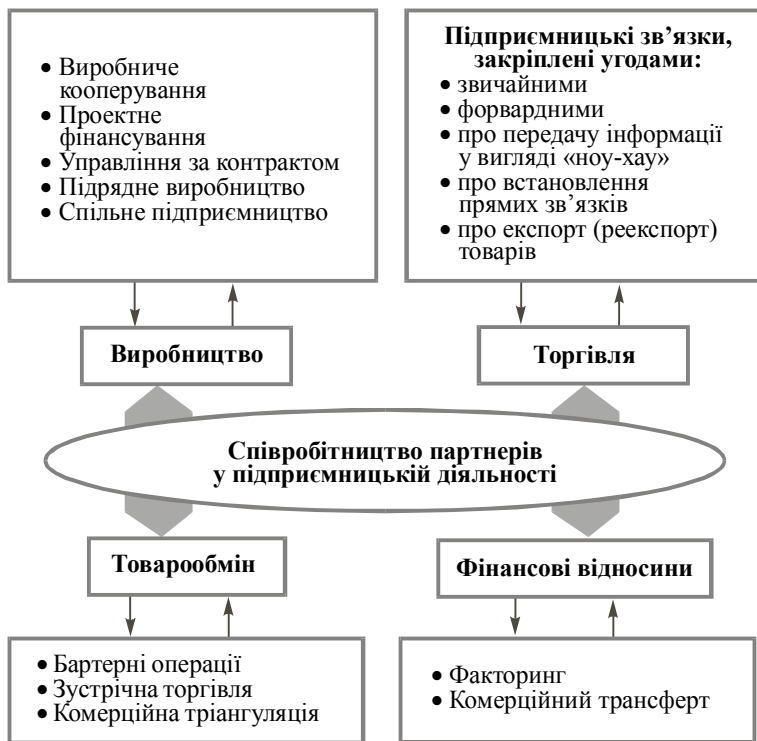 • Виробниче
кооперування
• Проектне
фінансування
• Управління за контрактом
• Підрядне виробництво
• Спільне підприємництво
Підприємницькі зв’язки,
закріплені угодами:
• звичайними
• форвардними
• про передачу інформації
у вигляді «ноу-хау»
• про встановлення
прямих зв’язків
• про експорт (реекспорт)
товарів
Виробництво
Торгівля
Співробітництво партнерів
у підприємницькій діяльності
Товарообмін
Фінансові відносини
• Бартерні операції
• Зустрічна торгівля
• Комерційна тріангуляція
• Факторинг
• Комерційний трансферт